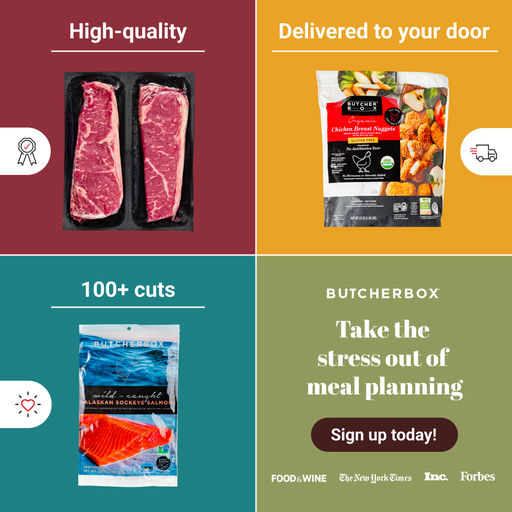 High-quality
Delivered to your door
BUTCHER
BOX
Organic
Chicken Breast Nuggets
GLUTEN FREE
No Antibiotics Ever
100+ cuts
BUTCHERBOX
wild-caught
ALASKAN SOCKEYE SALMON
BUTCHERBOX
Take the
stress out of
meal planning
Sign up today!
FOOD&WINE The New York Times Inc. Forbes